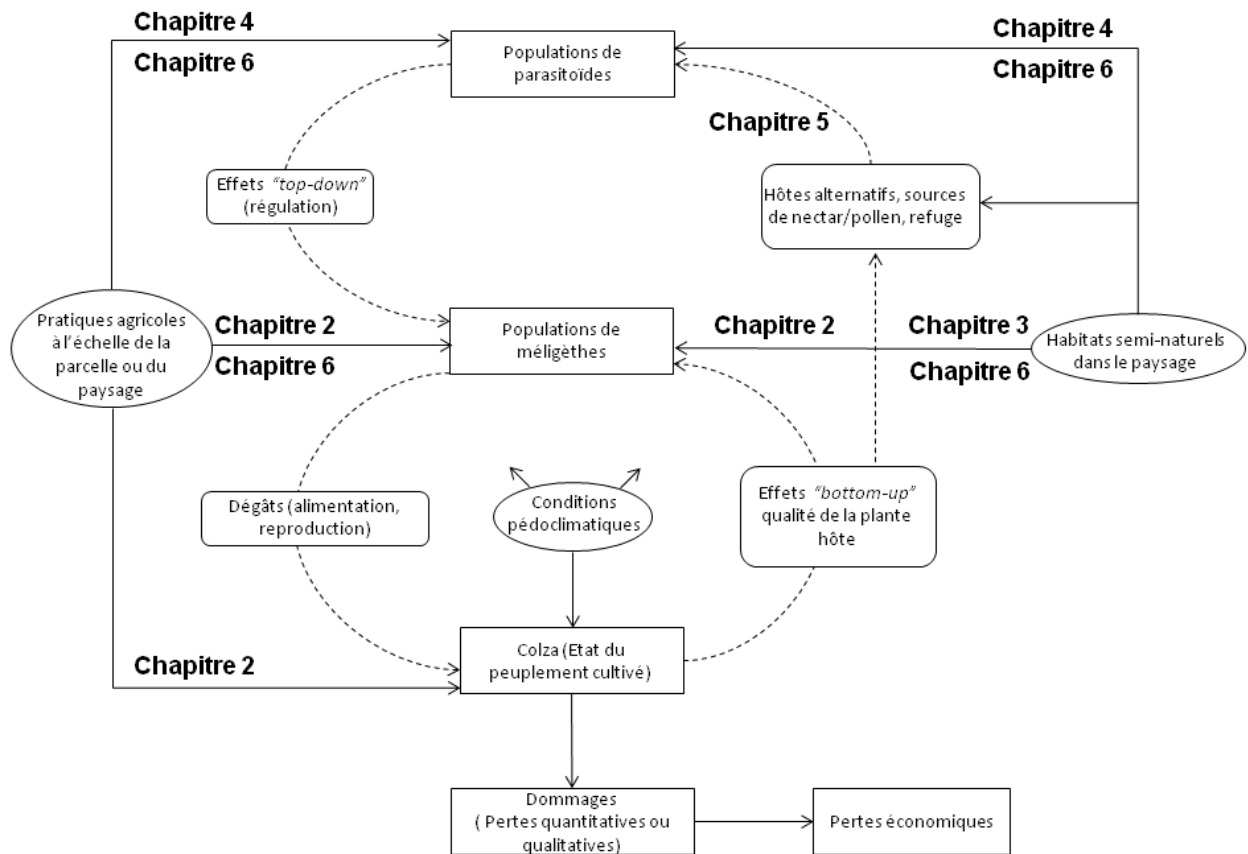 Chapitre 4
Chapitre 6
Populations de
parasitoïdes
Chapitre 4
Chapitre 6
Chapitre 5
Effets "top-down"
(régulation)
Hôtes alternatifs, sources
de nectar/pollen, refuge
Pratiques agricoles
à l'échelle de la
parcelle ou du
paysage
Chapitre 2
Chapitre 6
Populations de
méligèthes
Chapitre 2
Chapitre 3
Chapitre 6
Habitats semi-naturels
dans le paysage
Dégâts (alimentation,
reproduction)
Conditions
pédoclimatiques
Effets "bottom-up"
qualité de la plante
hôte
Chapitre 2
Colza (Etat du
peuplement cultivé)
Dommages
( Pertes quantitatives ou
qualitatives)
Pertes économiques